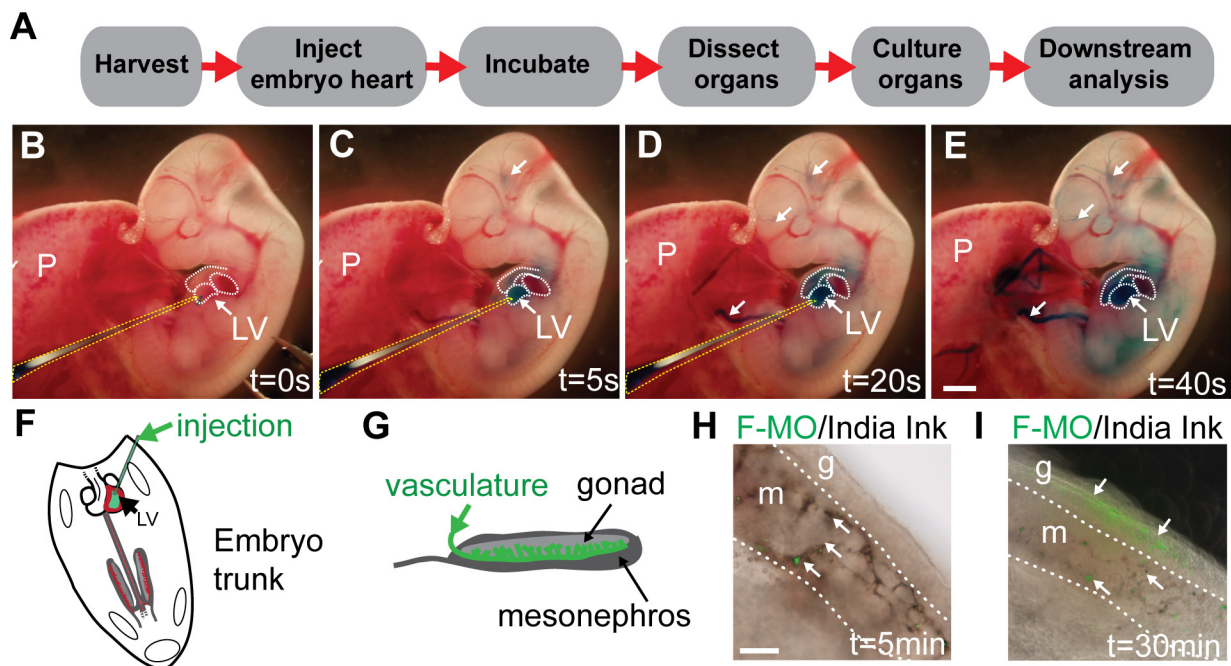 A
Harvest
Inject
embryo heart
Incubate
Dissect
organs
Culture
organs
Downstream
analysis
B
P
LV
t=0s
C
P
LV
t=5s
D
P
LV
t=20s
E
P
LV
t=40s
F
injection
LV
Embryo
trunk
G
vasculature
gonad
mesonephros
H F-MO/India Ink
g
m
t=5min
I F-MO/India Ink
g
m
t=30min